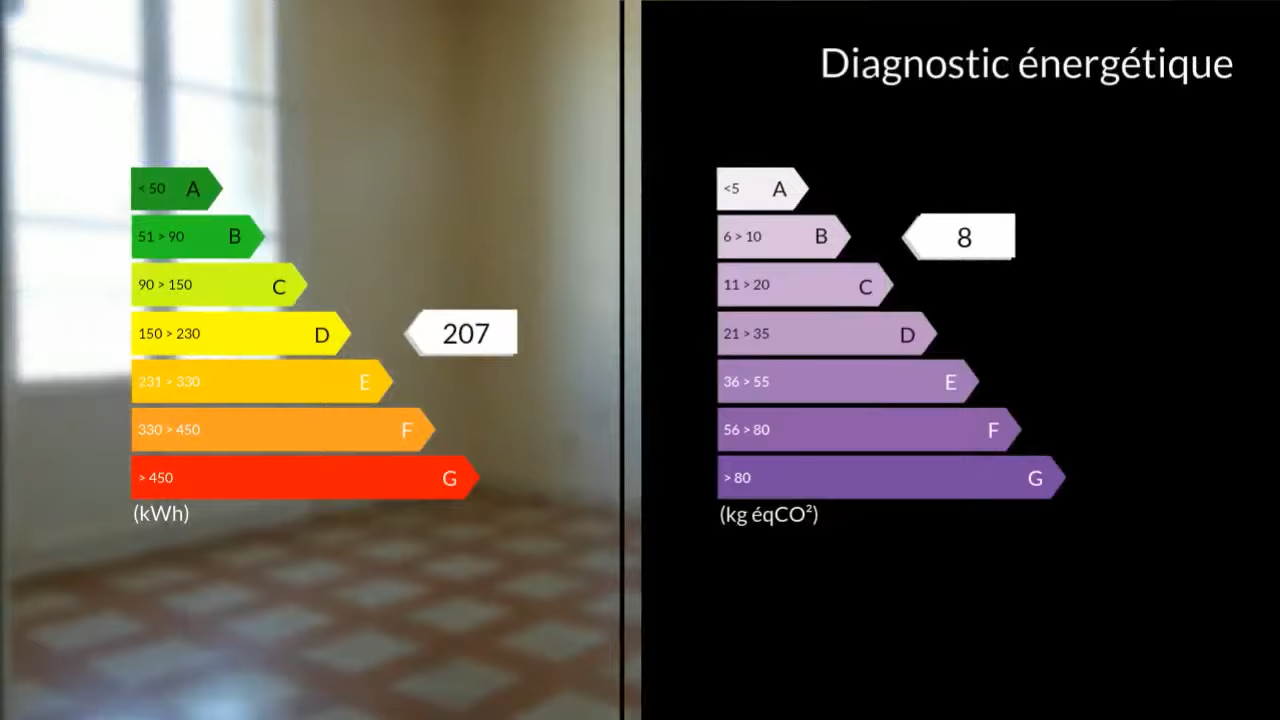 Diagnostic énergétique
< 50 A
51 > 90 B
90 > 150 C
150 > 230 D
207
231 > 330 E
330 > 450 F
> 450 G
(kWh)
<5 A
6 > 10 B
8
11 > 20 C
21 > 35 D
36 > 55 E
56 > 80 F
> 80 G
(kg éqCO²)